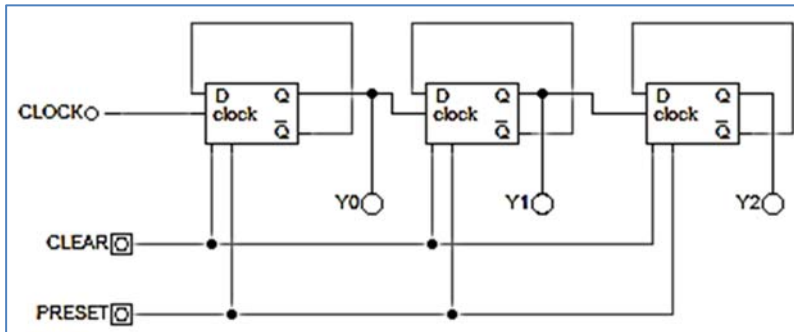 D Q D Q D Q
CLOCK clock clock clock
Q̅ Q̅ Q̅
Y0 Y1 Y2
CLEAR
PRESET